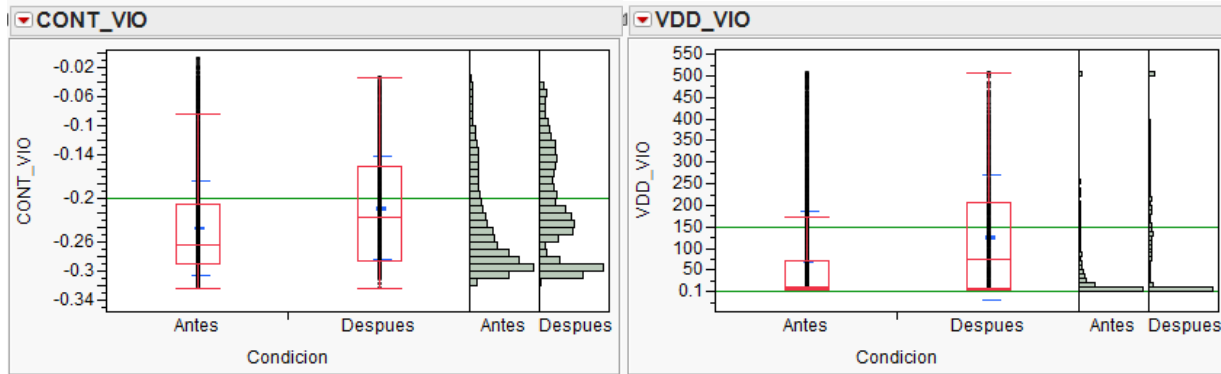 CONT_VIO
CONT_VIO
-0.02
-0.06
-0.1
-0.14
-0.2
-0.26
-0.3
-0.34
Antes Despues Antes Despues
Condicion
VDD_VIO
VDD_VIO
550
500
450
400
350
300
250
200
150
100
50
0.1
Antes Despues Antes Despues
Condicion